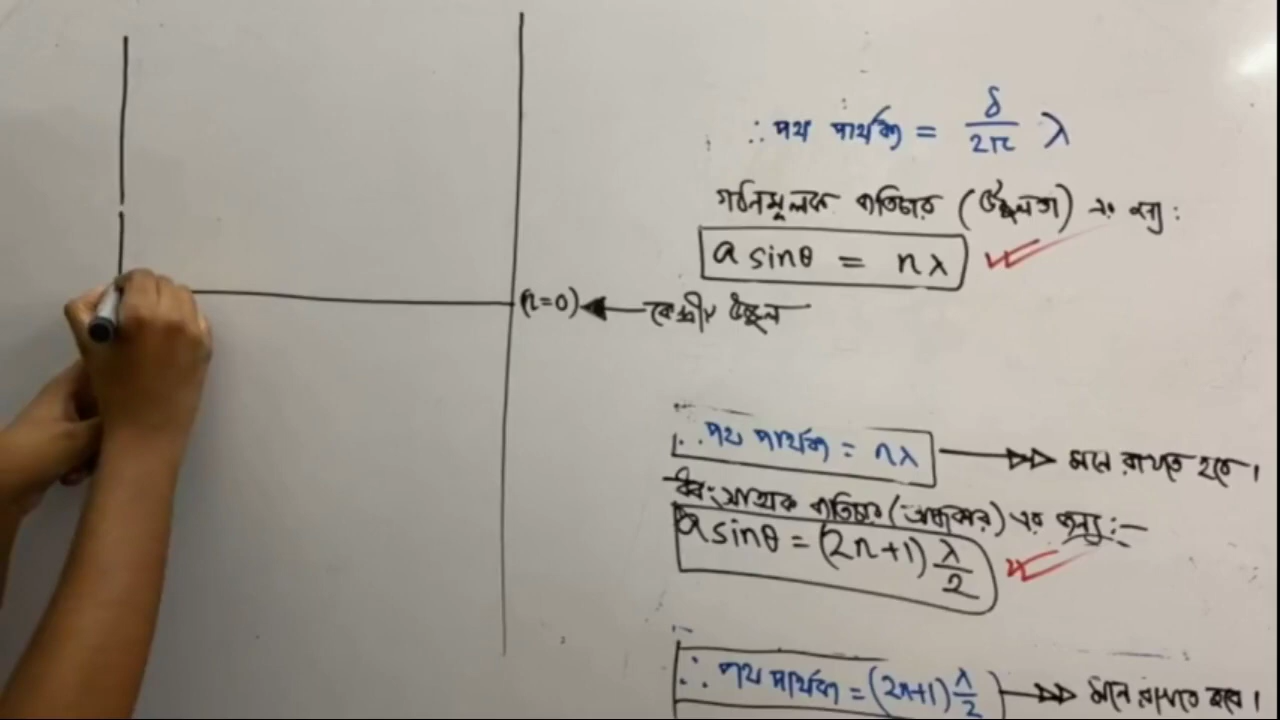 ∴ পথ পার্থক্য = δ/2π λ
গঠনমূলক ব্যতিচার (উজ্জ্বলতা) এর জন্য :
a sinθ = nλ
(n=0) কেন্দ্রীয় উজ্জ্বল
∴ পথ পার্থক্য = nλ মনে রাখতে হবে।
ধ্বংসাত্মক ব্যতিচার (অন্ধকার) এর জন্য :-
a sinθ = (2n+1) λ/2
∴ পথ পার্থক্য = (2n+1) λ/2 মনে রাখতে হবে।